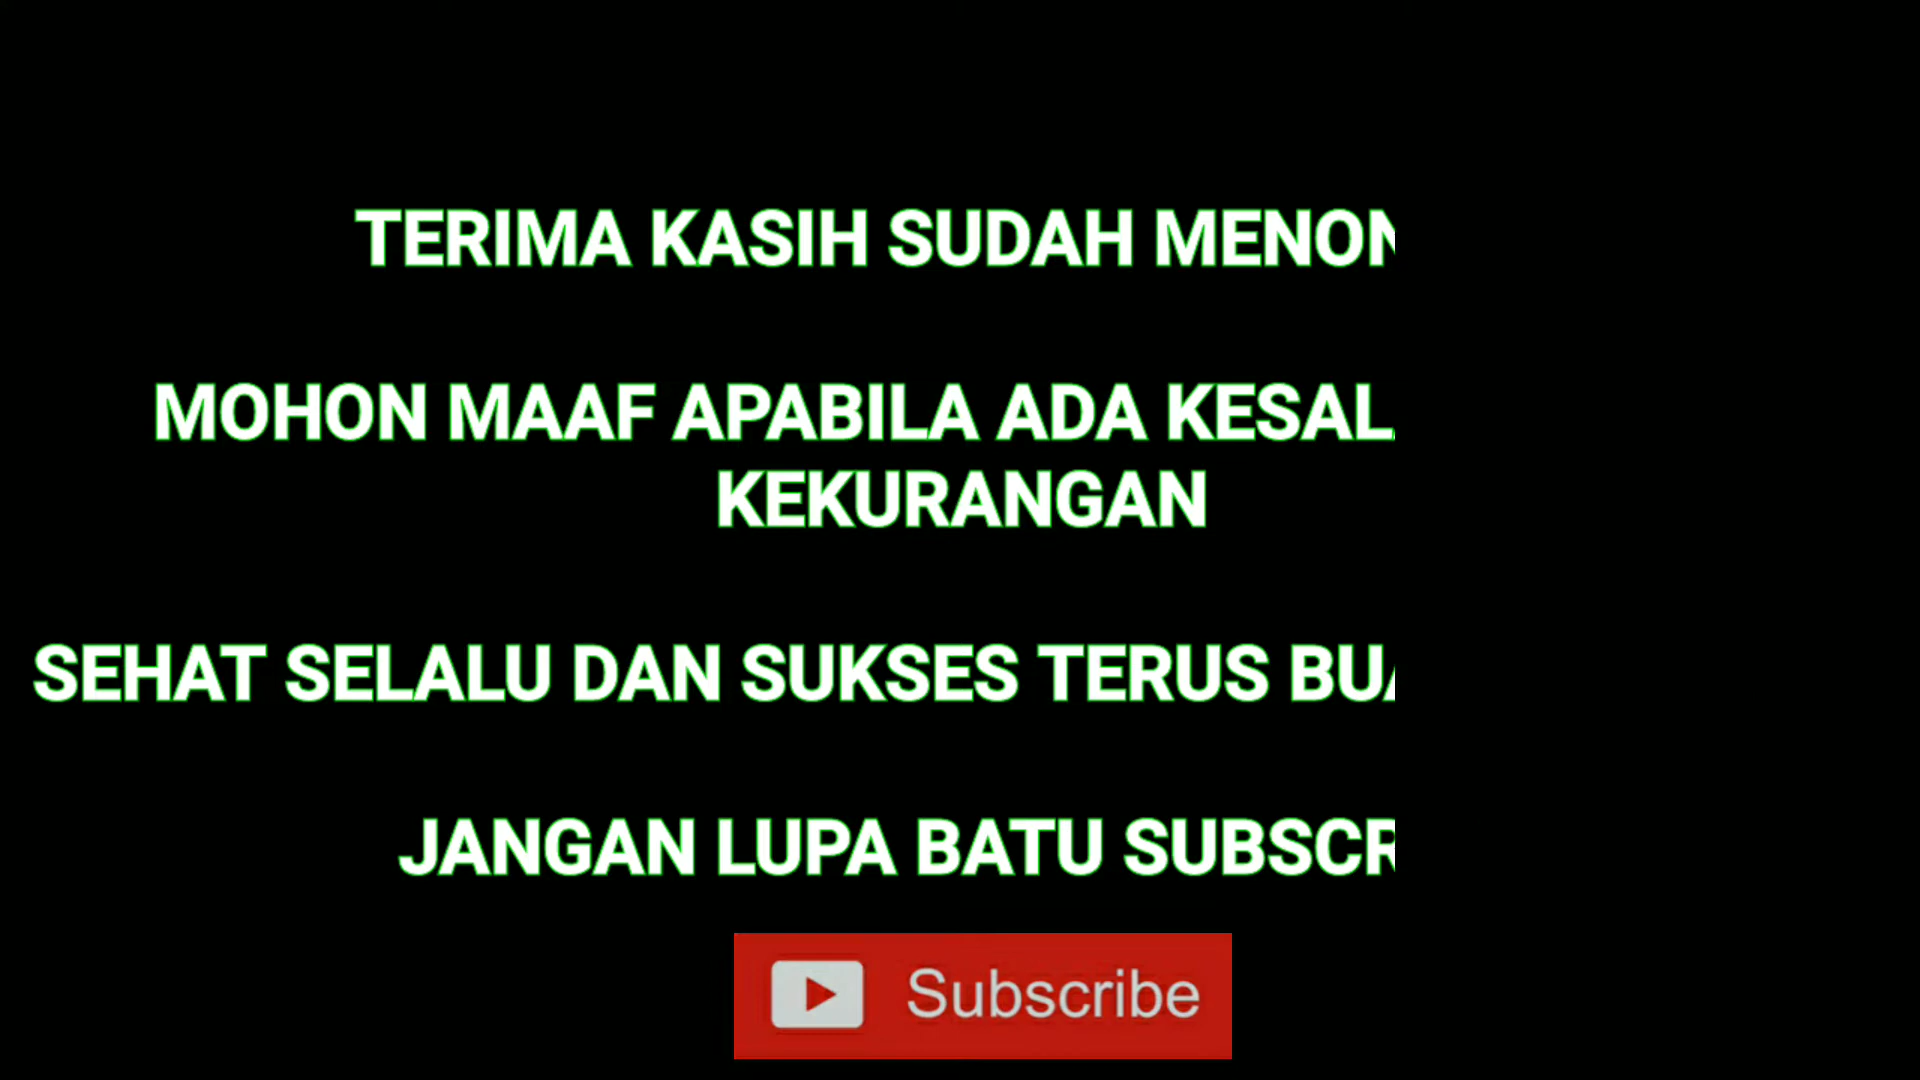 TERIMA KASIH SUDAH
MOHON MAAF APABILA ADA
KEKURANGAN
SEHAT SELALU DAN SUKSES TERUS
JANGAN LUPA BATU
Subscribe